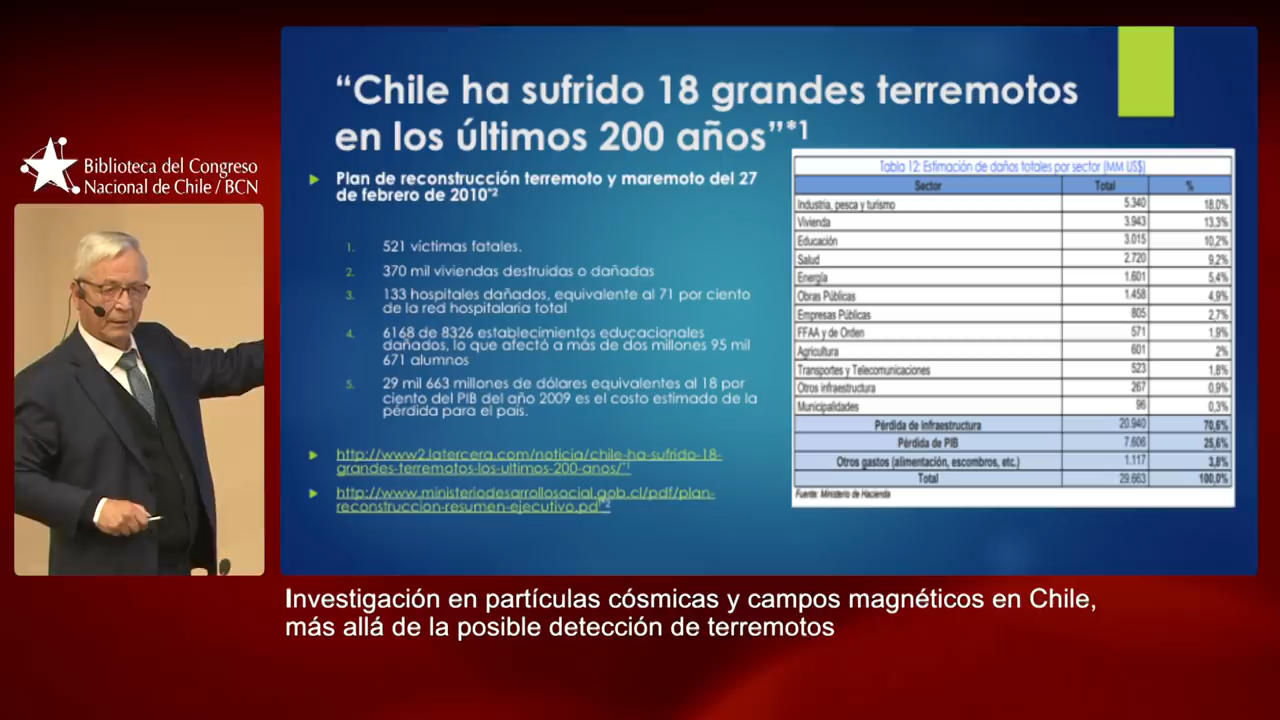 “Chile ha sufrido 18 grandes terremotos
en los últimos 200 años”*1
Biblioteca del Congreso
Nacional de Chile / BCN
Plan de reconstrucción terremoto y maremoto del 27
de febrero de 2010*2
1. 521 víctimas fatales.
2. 370 mil viviendas destruidas o dañadas
3. 133 hospitales dañados, equivalente al 71 por ciento
de la red hospitalaria total
4. 6168 de 8326 establecimientos educacionales
dañados, lo que afectó a más de dos millones 95 mil
671 alumnos
5. 29 mil 663 millones de dólares equivalentes al 18 por
ciento del PIB del año 2009 es el costo estimado de la
pérdida para el país.
http://www2.latercera.com/noticia/chile-ha-sufrido-18-
grandes-terremotos-los-ultimos-200-anos/*1
http://www.ministeriodesarrollosocial.gob.cl/pdf/plan-
reconstruccion-resumen-ejecutivo.pdf*2
Tabla 12: Estimación de daños totales por sector (MM US$)
Sector Total %
Industria, pesca y turismo 5.340 18,0%
Vivienda 3.943 13,3%
Educación 3.015 10,2%
Salud 2.720 9,2%
Energía 1.601 5,4%
Obras Públicas 1.458 4,9%
Empresas Públicas 805 2,7%
FFAA y de Orden 571 1,9%
Agricultura 601 2%
Transportes y Telecomunicaciones 523 1,8%
Otros infraestructura 267 0,9%
Municipalidades 96 0,3%
Pérdida de infraestructura 20.940 70,6%
Pérdida de PIB 7.606 25,6%
Otros gastos (alimentación, escombros, etc.) 1.117 3,8%
Total 29.663 100,0%
Fuente: Ministerio de Hacienda
Investigación en partículas cósmicas y campos magnéticos en Chile,
más allá de la posible detección de terremotos